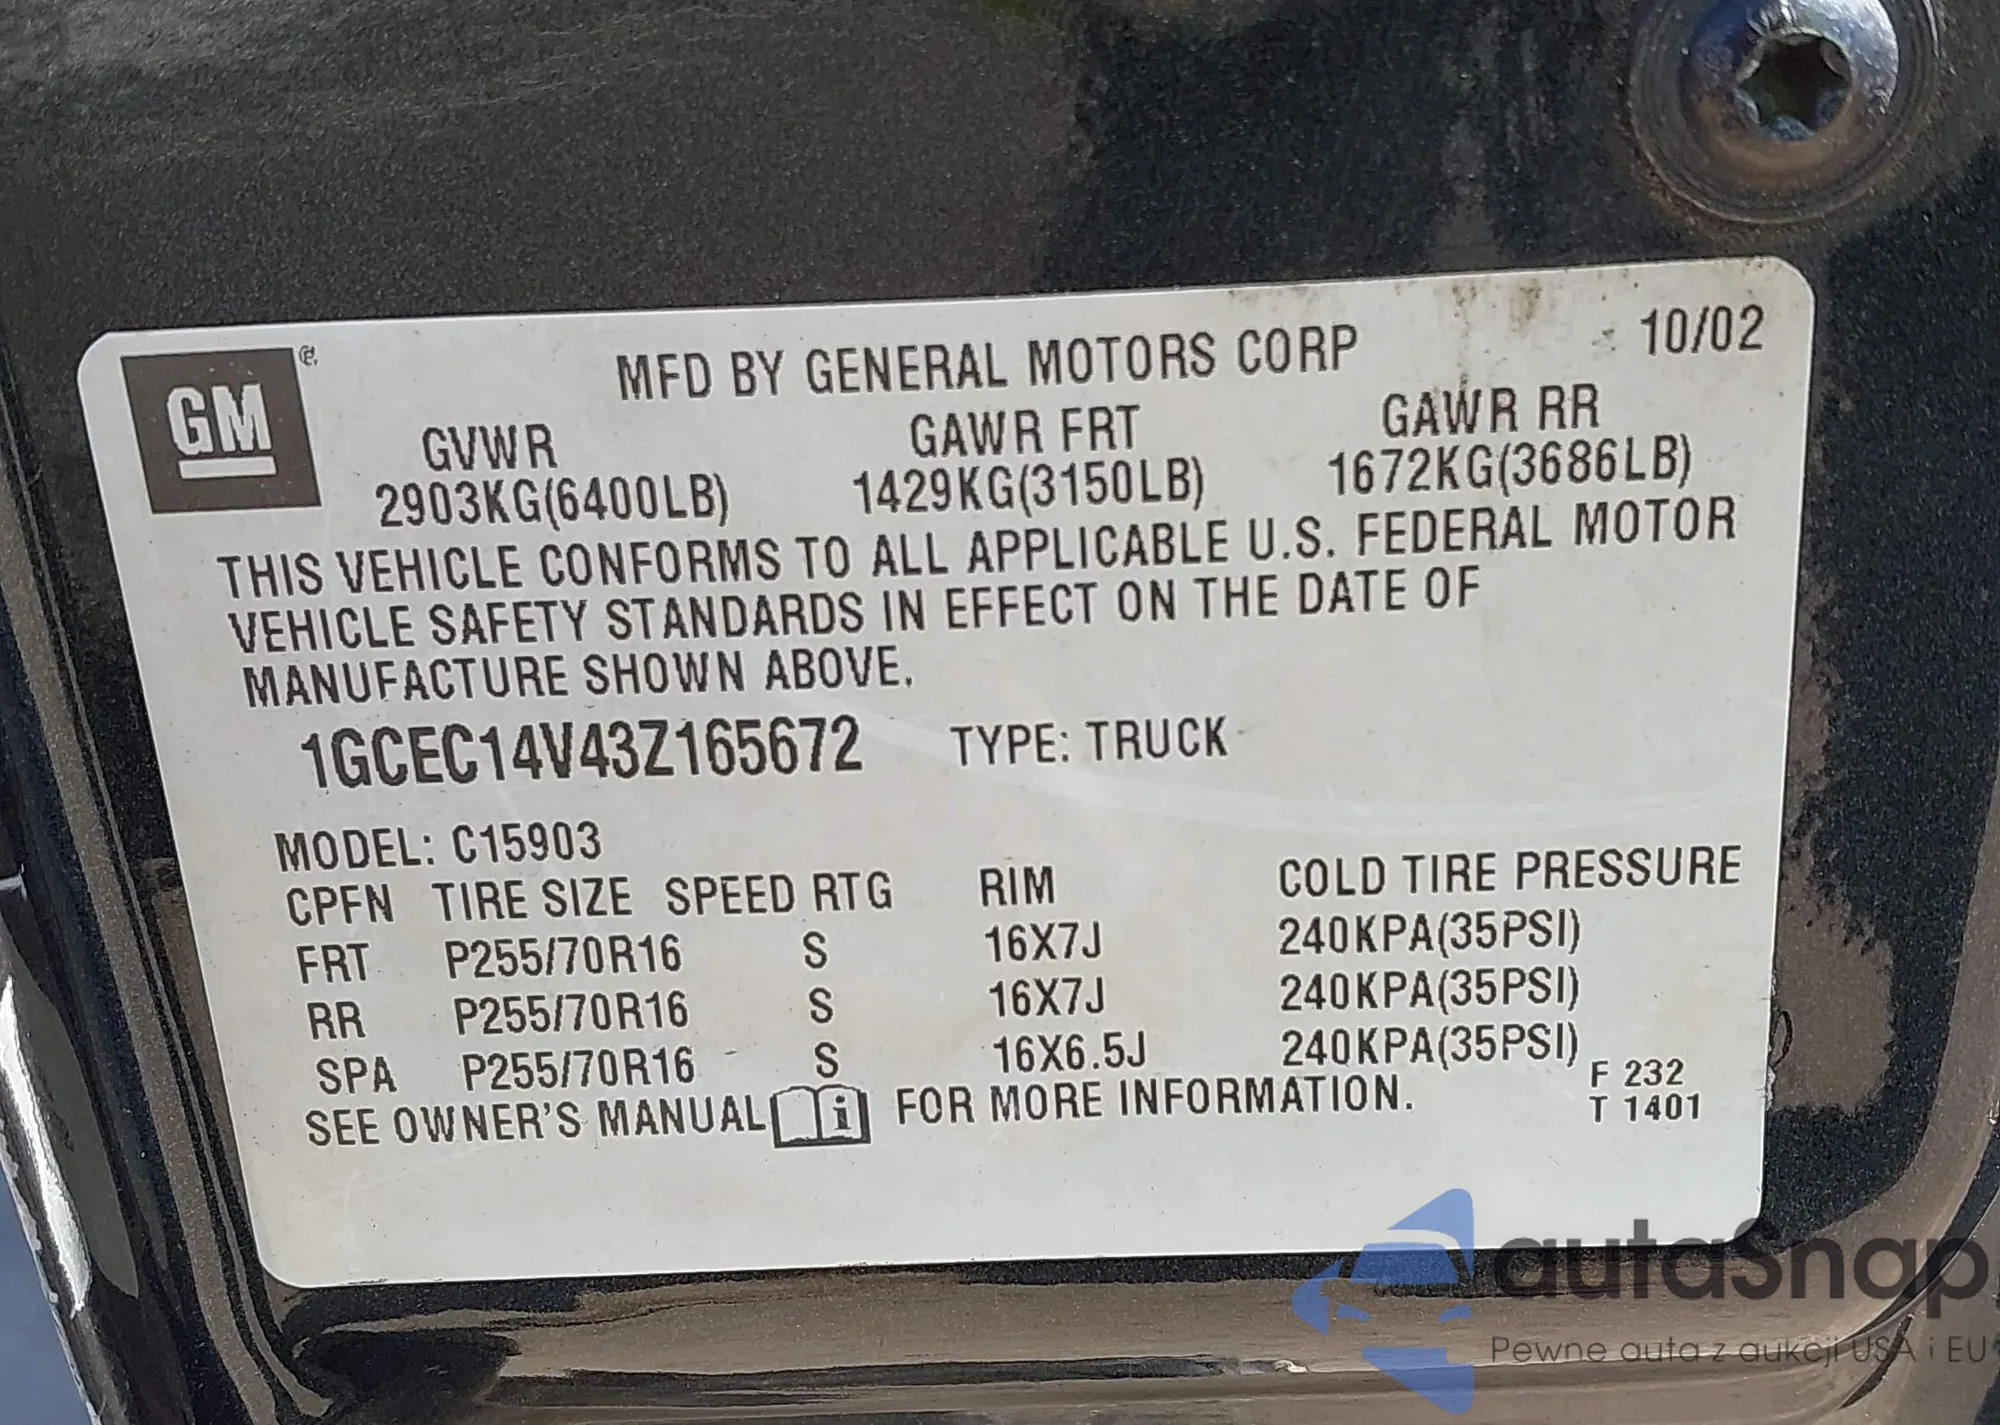 GM
MFD BY GENERAL MOTORS CORP 10/02
GVWR GAWR FRT GAWR RR
2903KG(6400LB) 1429KG(3150LB) 1672KG(3686LB)
THIS VEHICLE CONFORMS TO ALL APPLICABLE U.S. FEDERAL MOTOR
VEHICLE SAFETY STANDARDS IN EFFECT ON THE DATE OF
MANUFACTURE SHOWN ABOVE.
1GCEC14V43Z165672 TYPE: TRUCK
MODEL: C15903
CPFN TIRE SIZE SPEED RTG RIM COLD TIRE PRESSURE
FRT P255/70R16 S 16X7J 240KPA(35PSI)
RR P255/70R16 S 16X7J 240KPA(35PSI)
SPA P255/70R16 S 16X6.5J 240KPA(35PSI)
SEE OWNER'S MANUAL i FOR MORE INFORMATION.
F 232
T 1401
autaSnap
Pewne auta z aukcji USA i EU